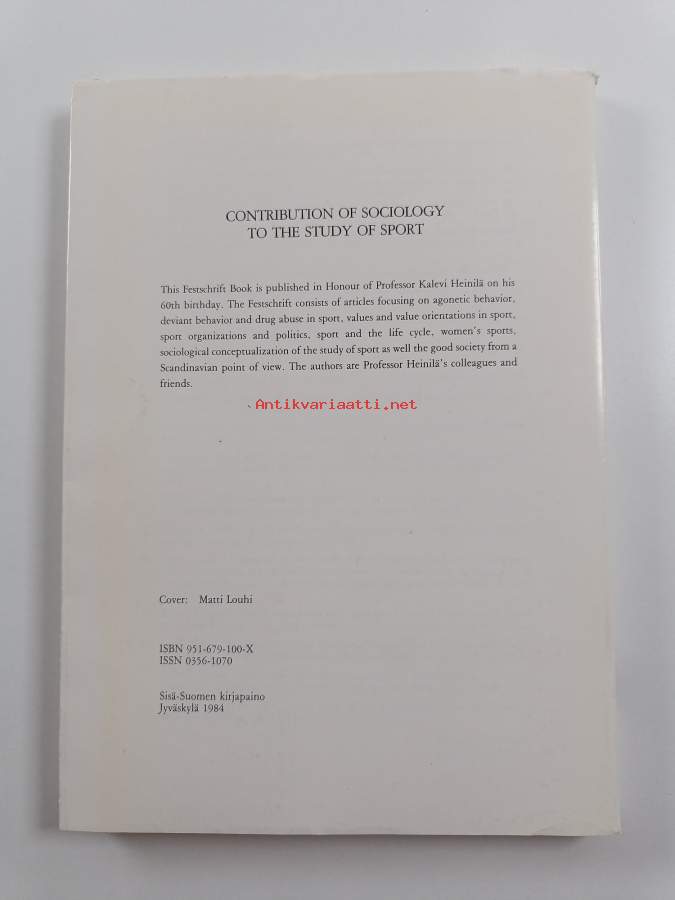 CONTRIBUTION OF SOCIOLOGY
TO THE STUDY OF SPORT
This Festschrift Book is published in Honour of Professor Kalevi Heinilä on his
60th birthday. The Festschrift consists of articles focusing on agonetic behavior,
deviant behavior and drug abuse in sport, values and value orientations in sport,
sport organizations and politics, sport and the life cycle, women's sports,
sociological conceptualization of the study of sport as well the good society from a
Scandinavian point of view. The authors are Professor Heinilä's colleagues and
friends.
Antikvariaatti.net
Cover: Matti Louhi
ISBN 951-679-100-X
ISSN 0356-1070
Sisä-Suomen kirjapaino
Jyväskylä 1984